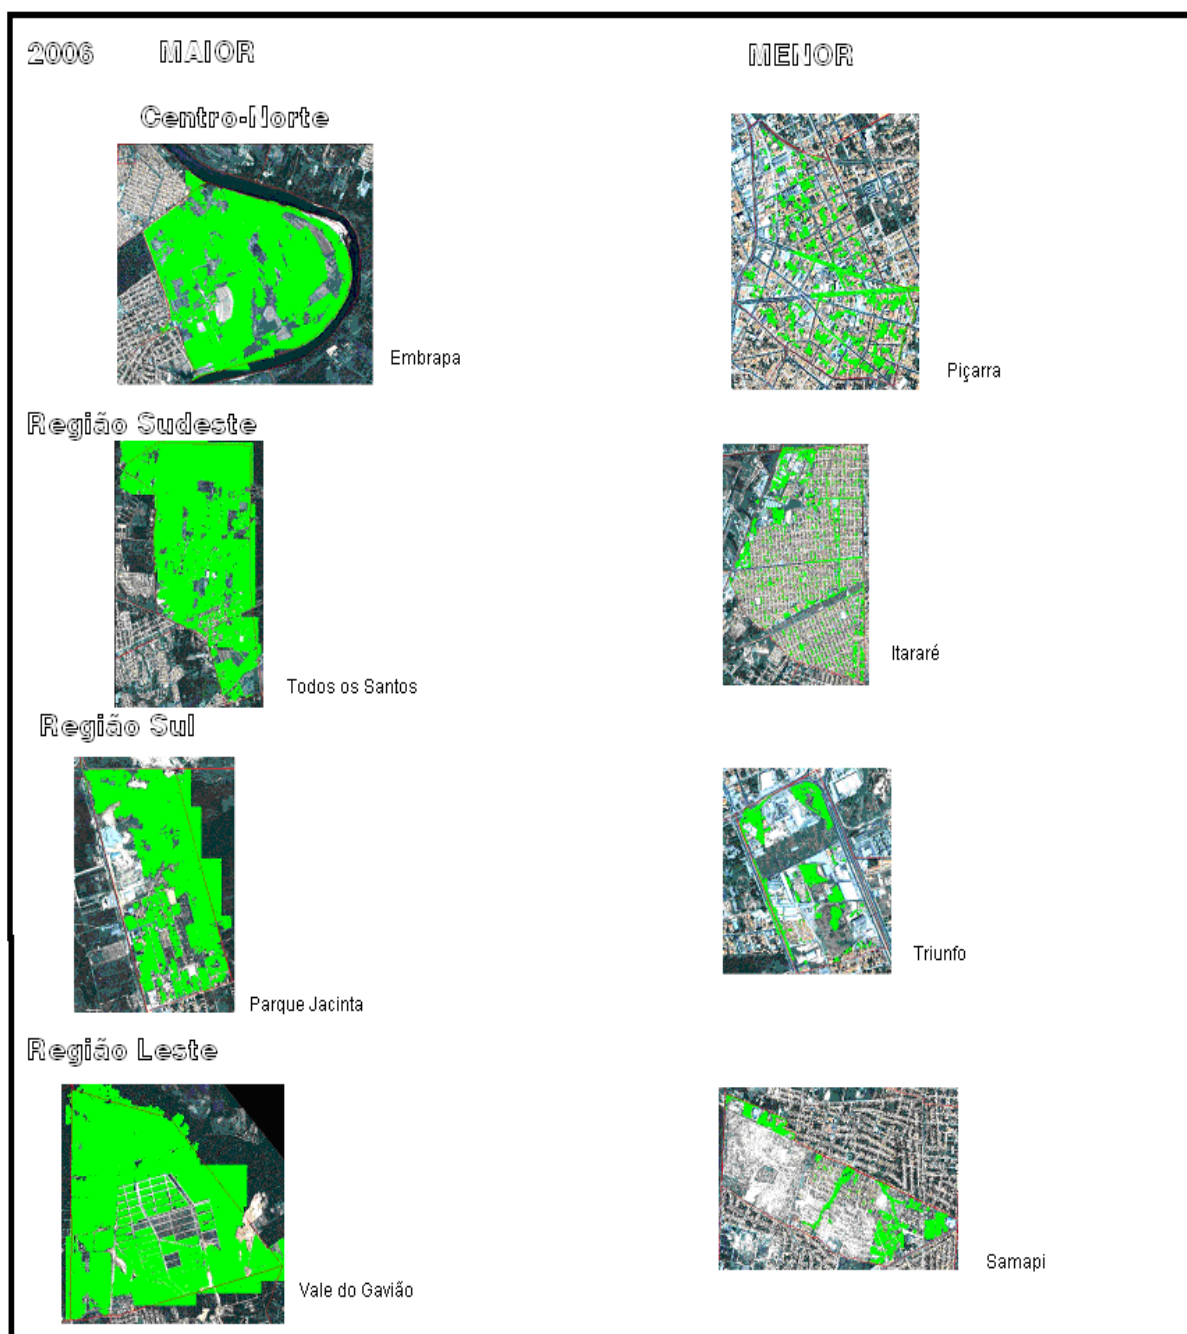 2006 MAIOR MENOR
Centro-Norte
Embrapa
Piçarra
Região Sudeste
Todos os Santos
Itararé
Região Sul
Parque Jacinta
Triunfo
Região Leste
Vale do Gavião
Samapi